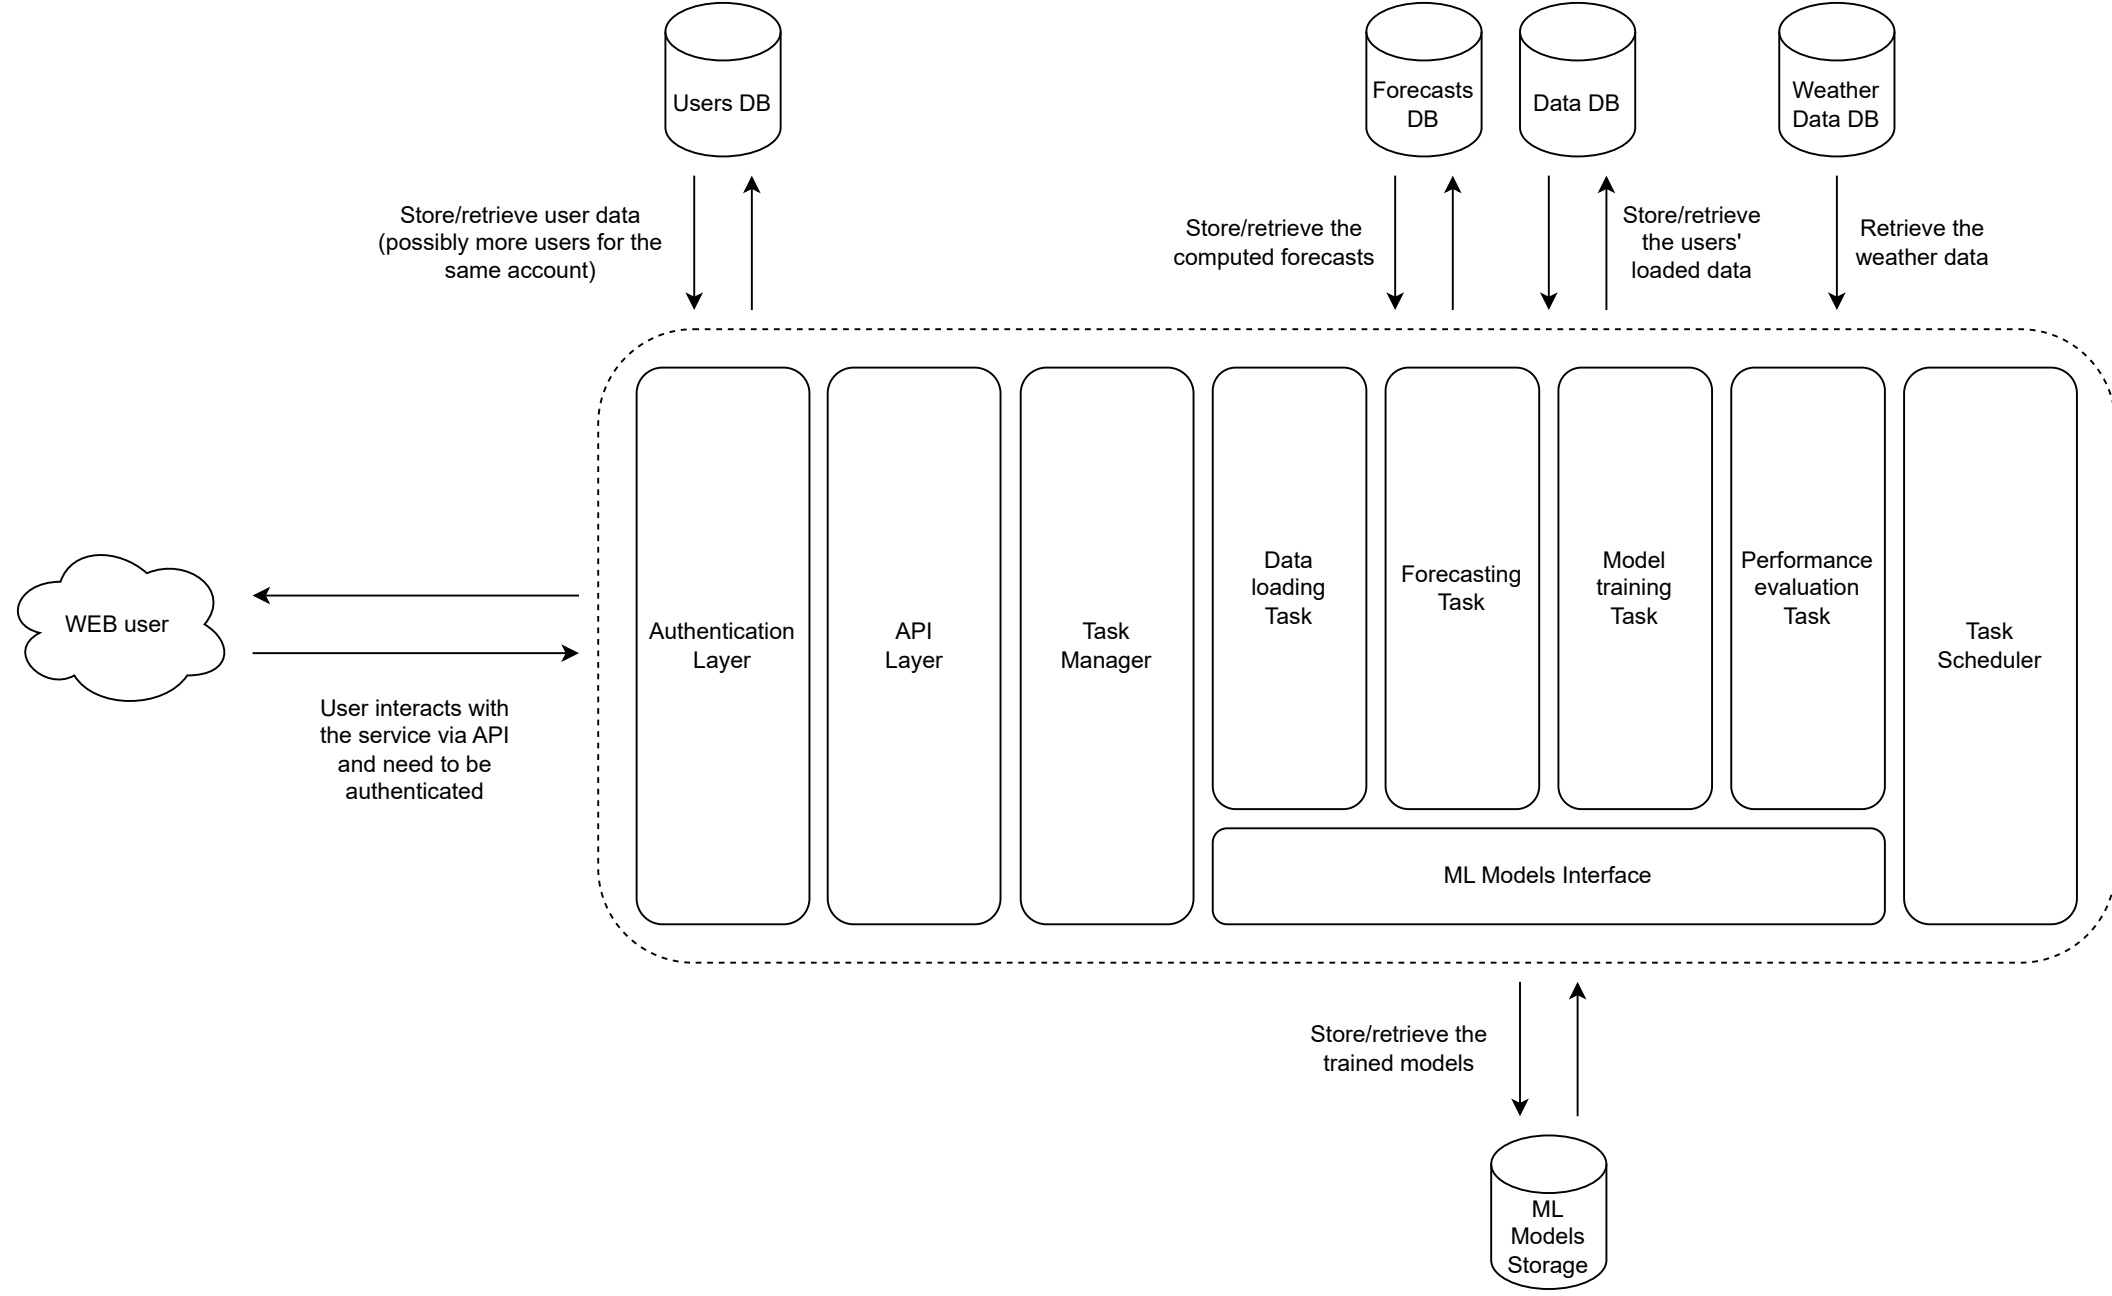 Users DB
Forecasts
DB
Data DB
Weather
Data DB
Store/retrieve user data
(possibly more users for the
same account)
Store/retrieve the
computed forecasts
Store/retrieve
the users'
loaded data
Retrieve the
weather data
WEB user
User interacts with
the service via API
and need to be
authenticated
Authentication
Layer
API
Layer
Task
Manager
Data
loading
Task
Forecasting
Task
Model
training
Task
Performance
evaluation
Task
Task
Scheduler
ML Models Interface
Store/retrieve the
trained models
ML
Models
Storage